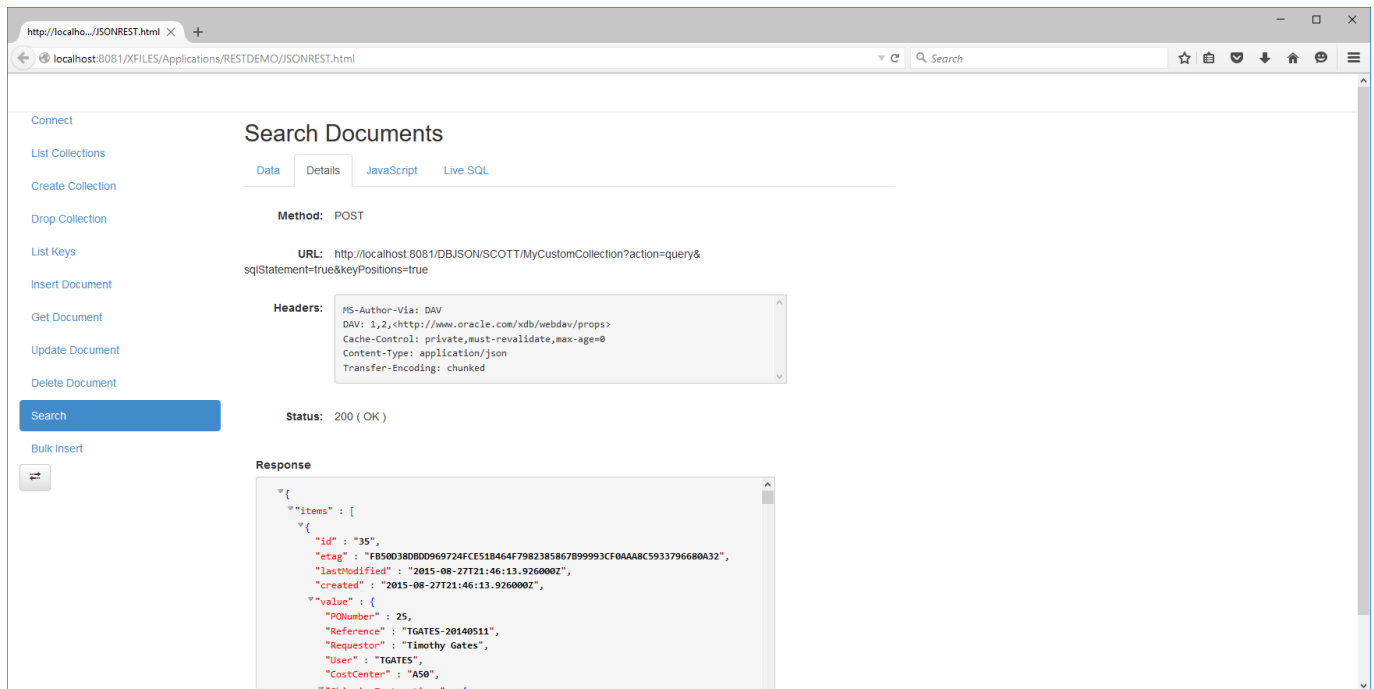 http://localho.../JSONREST.html
localhost:8081/XFILES/Applications/RESTDEMO/JSONREST.html
Search
Connect
List Collections
Create Collection
Drop Collection
List Keys
Insert Document
Get Document
Update Document
Delete Document
Search
Bulk Insert
Search Documents
Data Details JavaScript Live SQL
Method: POST
URL: http://localhost:8081/DBJSON/SCOTT/MyCustomCollection?action=query&
sqlStatement=true&keyPositions=true
Headers:
MS-Author-Via: DAV
DAV: 1,2,<http://www.oracle.com/xdb/webdav/props>
Cache-Control: private,must-revalidate,max-age=0
Content-Type: application/json
Transfer-Encoding: chunked
Status: 200 ( OK )
Response
{
"items" : [
{
"id" : "35",
"etag" : "FB50D38DBDD969724FCE51B464F7982385867B99993CF0AAA8C5933796680A32",
"lastModified" : "2015-08-27T21:46:13.926000Z",
"created" : "2015-08-27T21:46:13.926000Z",
"value" : {
"PONumber" : 25,
"Reference" : "TGATES-20140511",
"Requestor" : "Timothy Gates",
"User" : "TGATES",
"CostCenter" : "A50",